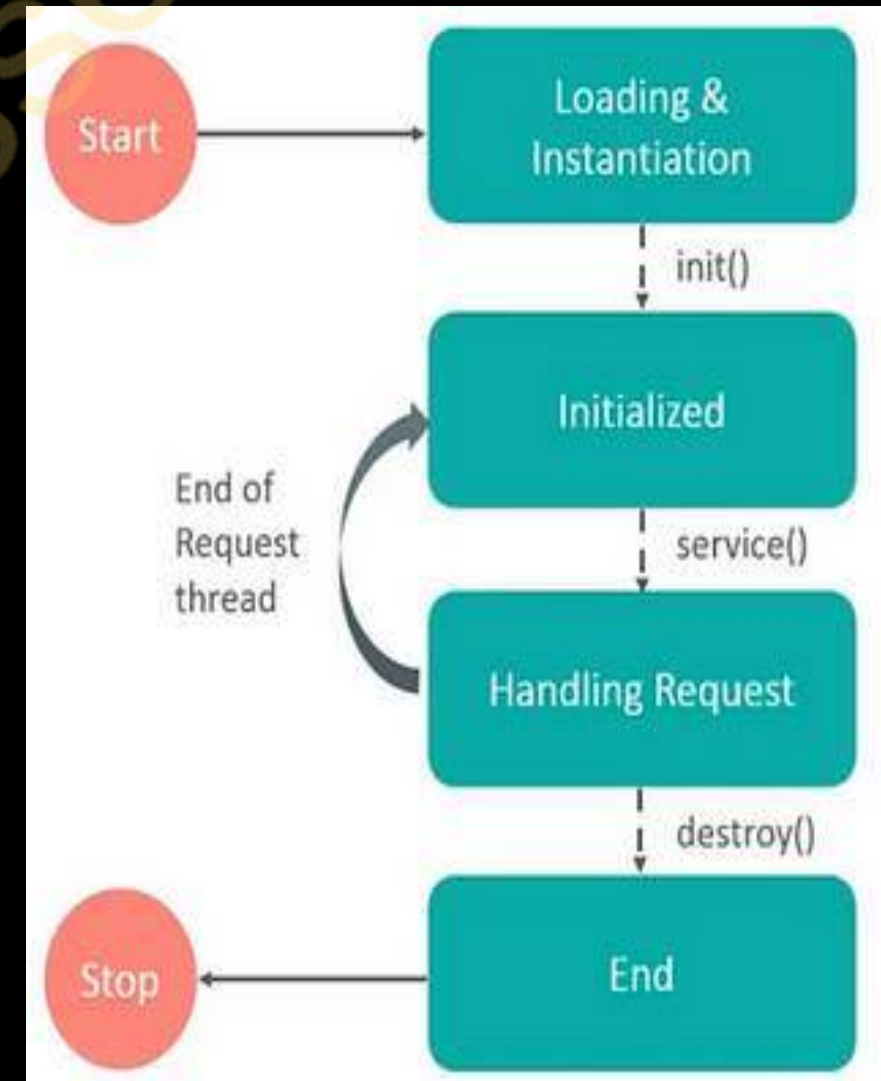 Start
Loading &
Instantiation
init()
Initialized
End of
Request
thread
service()
Handling Request
destroy()
Stop
End